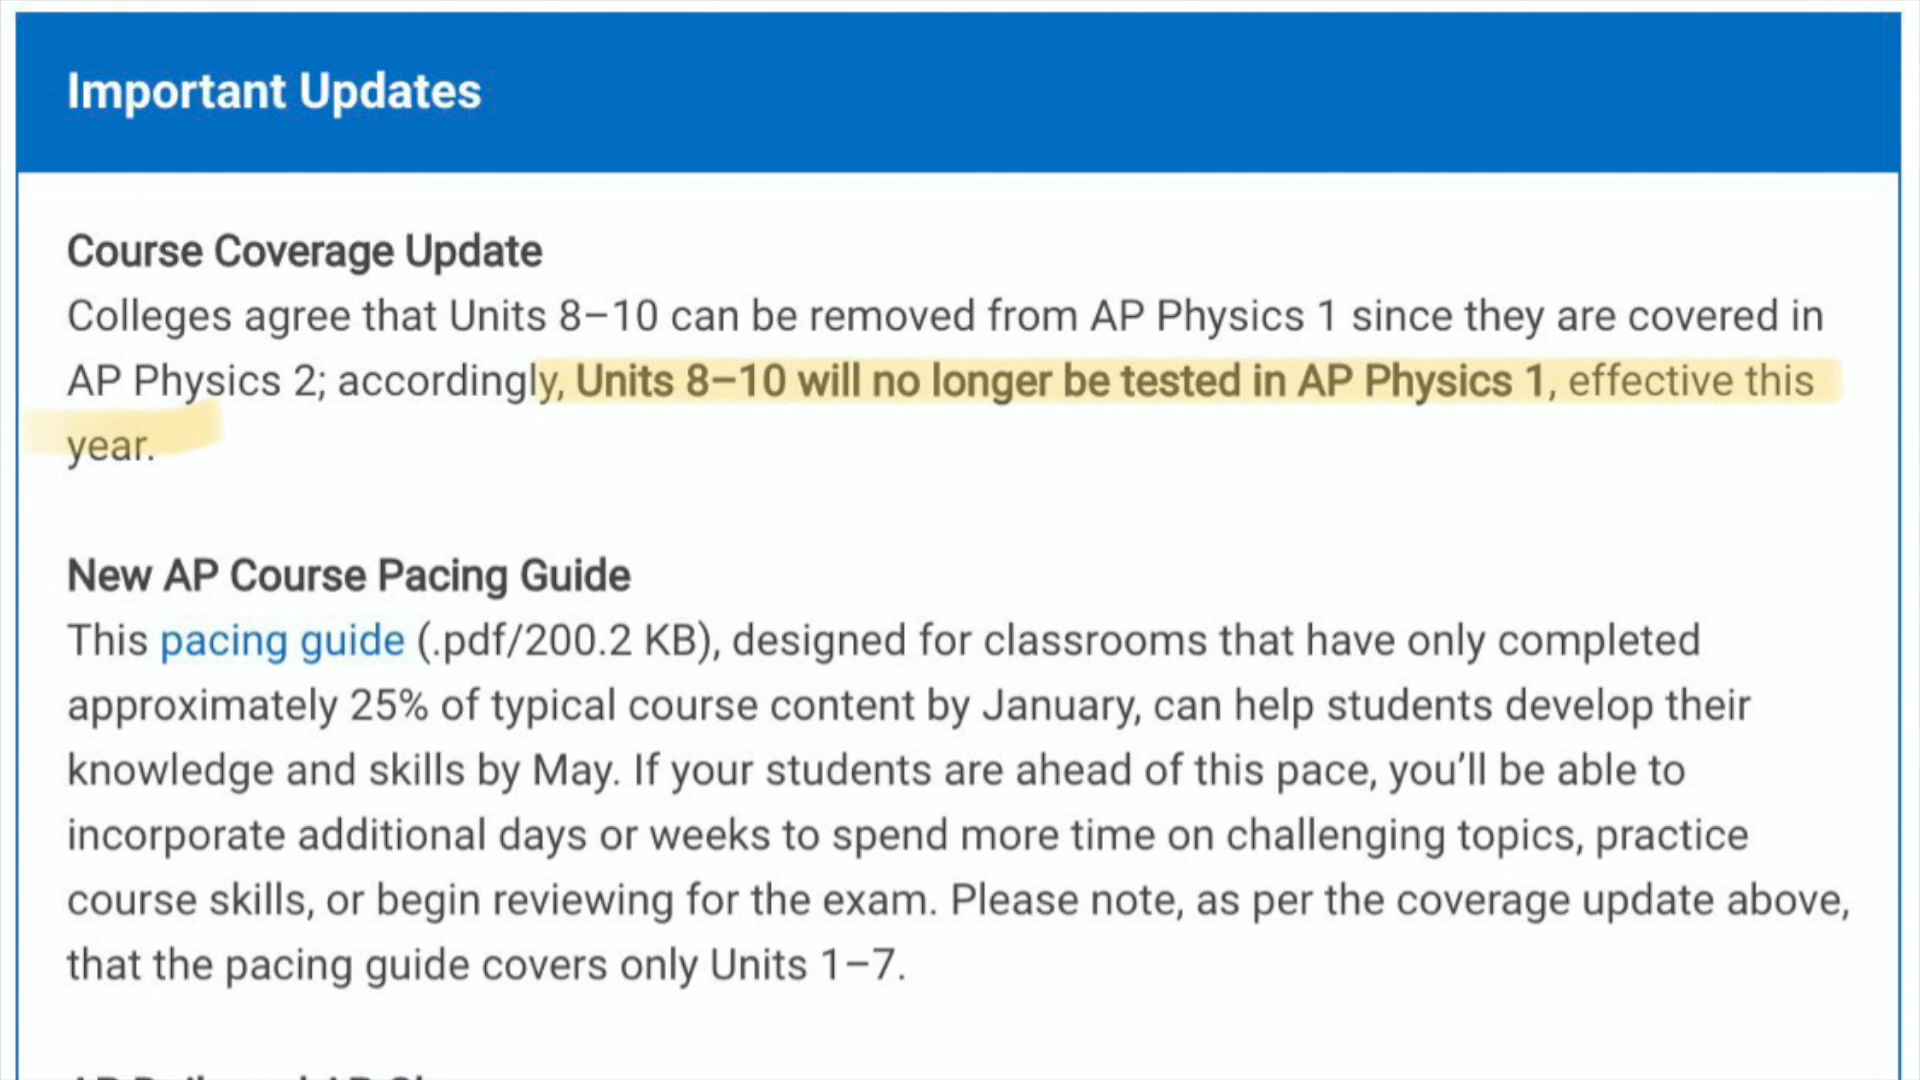 Important Updates
Course Coverage Update
Colleges agree that Units 8–10 can be removed from AP Physics 1 since they are covered in
AP Physics 2; accordingly, Units 8–10 will no longer be tested in AP Physics 1, effective this
year.
New AP Course Pacing Guide
This pacing guide (.pdf/200.2 KB), designed for classrooms that have only completed
approximately 25% of typical course content by January, can help students develop their
knowledge and skills by May. If your students are ahead of this pace, you’ll be able to
incorporate additional days or weeks to spend more time on challenging topics, practice
course skills, or begin reviewing for the exam. Please note, as per the coverage update above,
that the pacing guide covers only Units 1–7.